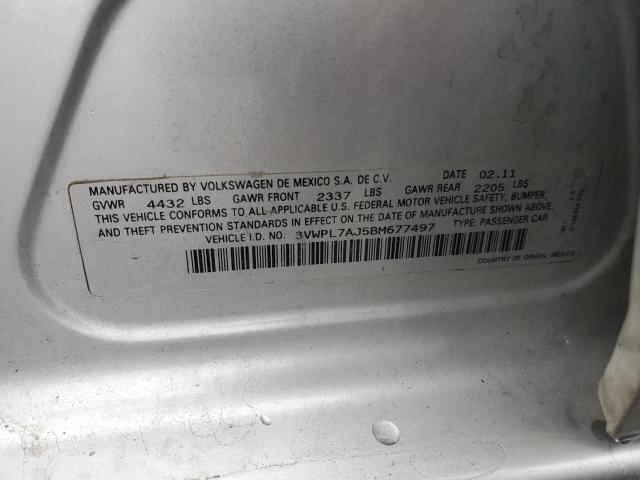 MANUFACTURED BY VOLKSWAGEN DE MEXICO S.A. DE C.V. DATE 02.11
GVWR 4432 LBS GAWR FRONT 2337 LBS GAWR REAR 2205 LBS
THIS VEHICLE CONFORMS TO ALL APPLICABLE U.S. FEDERAL MOTOR VEHICLE SAFETY, BUMPER,
AND THEFT PREVENTION STANDARDS IN EFFECT ON THE DATE OF MANUFACTURE SHOWN ABOVE.
VEHICLE I.D. NO. 3VWPL7AJ5BM677497 TYPE: PASSENGER CAR
COUNTRY OF ORIGIN: MEXICO